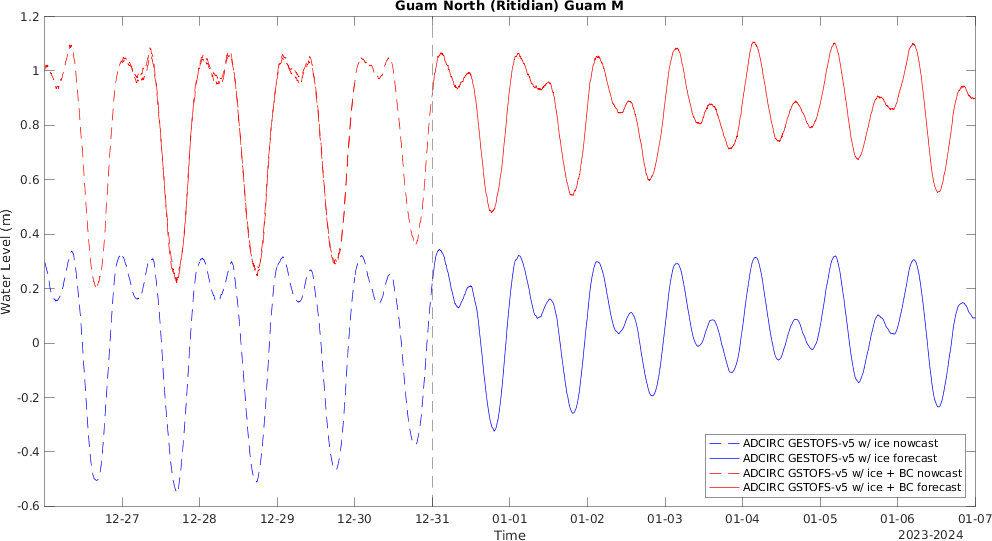 Guam North (Ritidian) Guam M
1.2
1
0.8
0.6
0.4
0.2
0
-0.2
-0.4
-0.6
Water Level (m)
12-27 12-28 12-29 12-30 12-31 01-01 01-02 01-03 01-04 01-05 01-06 01-07
Time
2023-2024
ADCIRC GESTOFS-v5 w/ ice nowcast
ADCIRC GESTOFS-v5 w/ ice forecast
ADCIRC GSTOFS-v5 w/ ice + BC nowcast
ADCIRC GSTOFS-v5 w/ ice + BC forecast